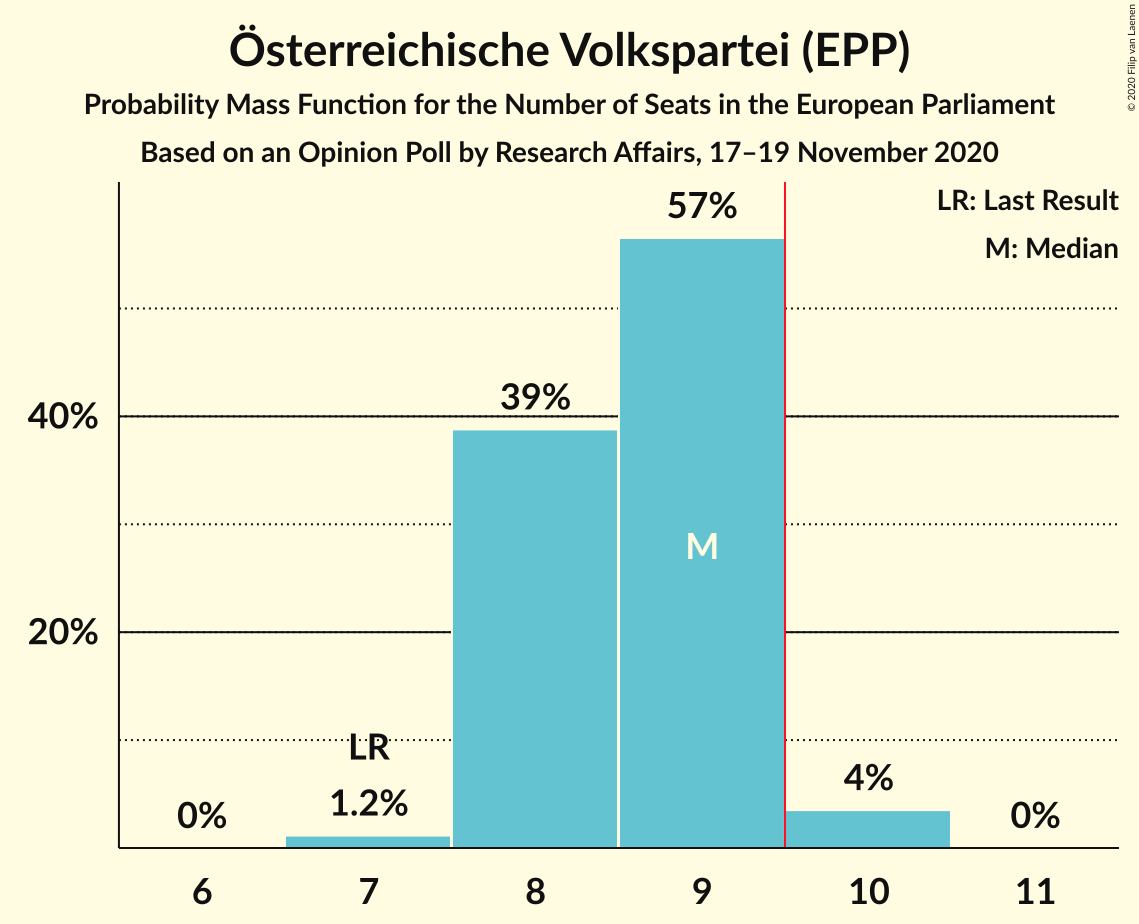 Österreichische Volkspartei (EPP)
Probability Mass Function for the Number of Seats in the European Parliament
Based on an Opinion Poll by Research Affairs, 17–19 November 2020
© 2020 Filip van Laenen
LR: Last Result
M: Median
57%
39%
40%
M
20%
LR
1.2%
0%
4%
0%
6 7 8 9 10 11